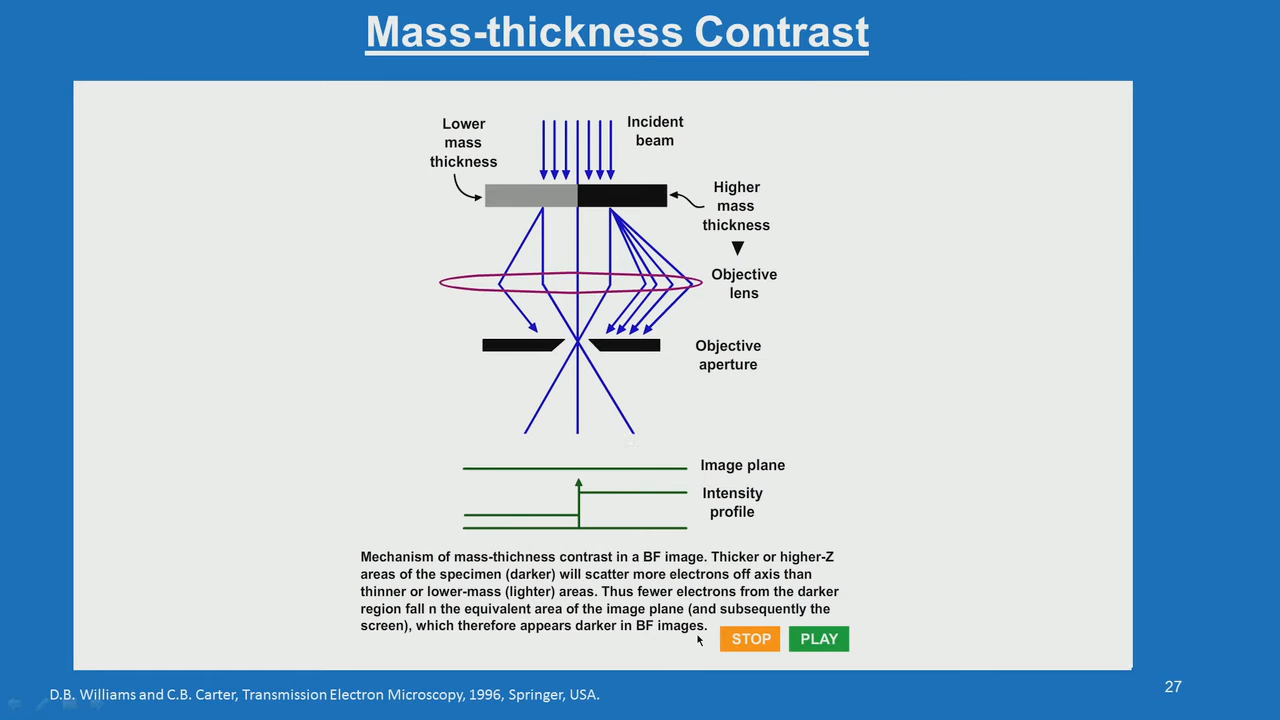 Mass-thickness Contrast
Lower
mass
thickness
Incident
beam
Higher
mass
thickness
Objective
lens
Objective
aperture
Image plane
Intensity
profile
Mechanism of mass-thichness contrast in a BF image. Thicker or higher-Z
areas of the specimen (darker) will scatter more electrons off axis than
thinner or lower-mass (lighter) areas. Thus fewer electrons from the darker
region fall n the equivalent area of the image plane (and subsequently the
screen), which therefore appears darker in BF images.
STOP
PLAY
D.B. Williams and C.B. Carter, Transmission Electron Microscopy, 1996, Springer, USA.
27